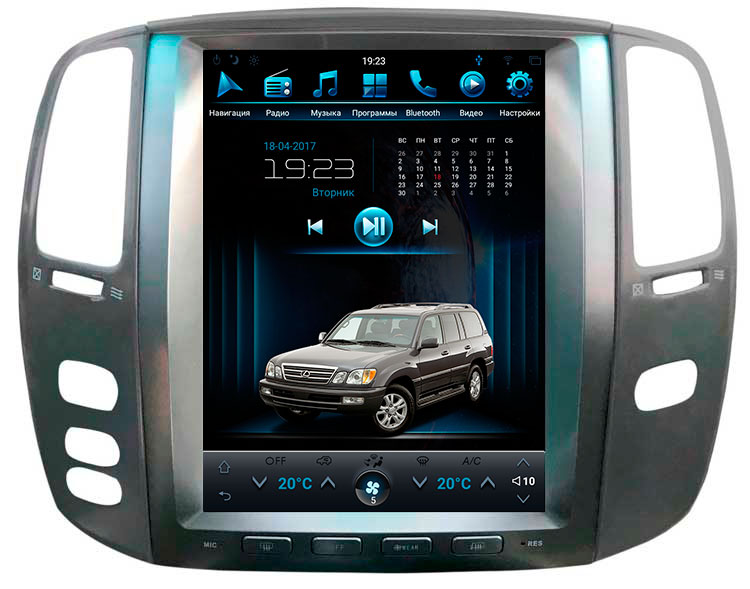 19:23
Навигация Радио Музыка Программы Bluetooth Видео Настройки
18-04-2017
19:23
Вторник
ВС ПН ВТ СР ЧТ ПТ СБ
26 27 28 29 30 31 1
2 3 4 5 6 7 8
9 10 11 12 13 14 15
16 17 18 19 20 21 22
23 24 25 26 27 28 29
30 1 2 3 4 5 6
OFF A/C
20°C 20°C 10
5
MIC REAR RES